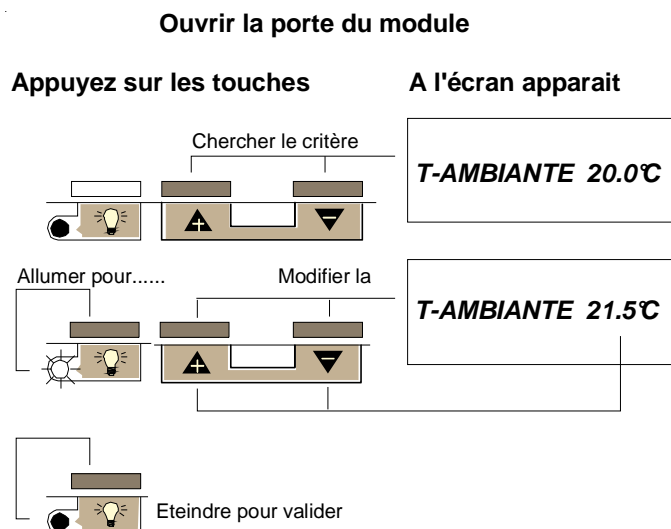 Ouvrir la porte du module
Appuyez sur les touches
A l'écran apparait
Chercher le critère
T-AMBIANTE 20.0°C
Allumer pour......
Modifier la
T-AMBIANTE 21.5°C
Eteindre pour valider